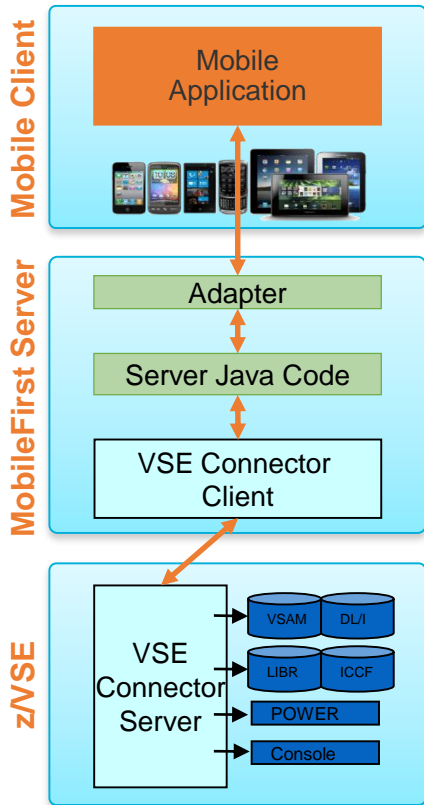 Mobile Client
Mobile
Application
MobileFirst Server
Adapter
Server Java Code
VSE Connector
Client
z/VSE
VSE
Connector
Server
VSAM
DL/I
LIBR
ICCF
POWER
Console